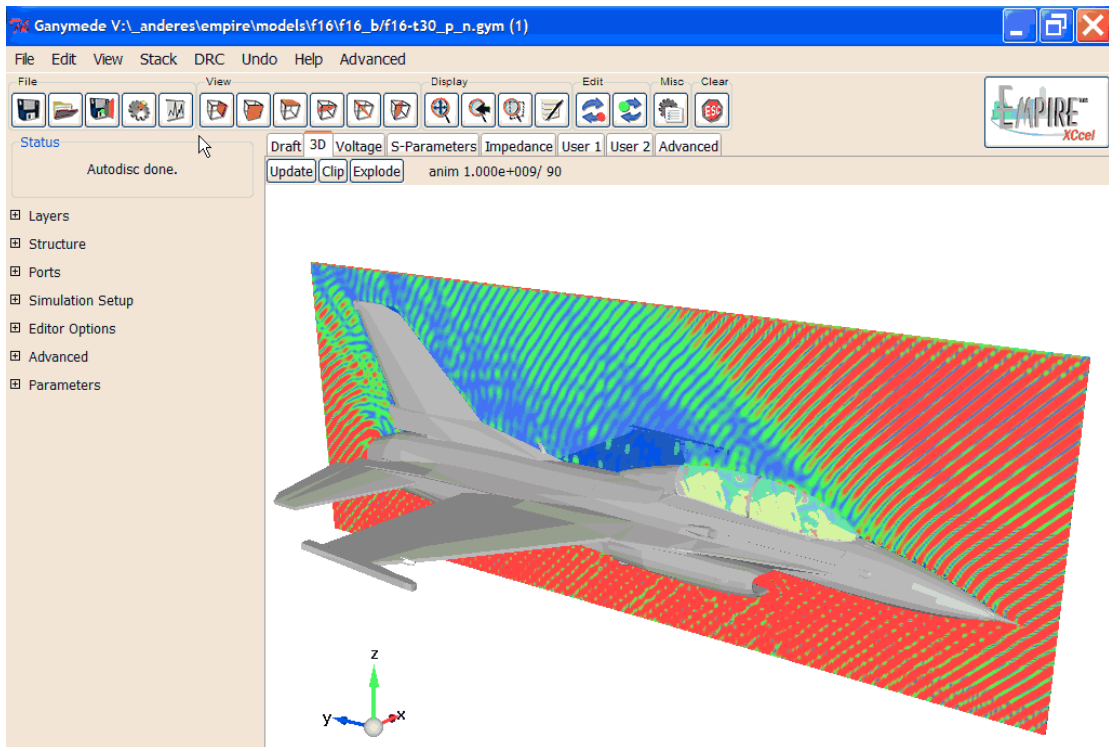 Ganymede V:\_anderes\empire\models\f16\f16_b/f16-t30_p_n.gym (1)
File Edit View Stack DRC Undo Help Advanced
File View Display Edit Misc Clear
ESC
EMPIRE™
XCcel
Status
Autodisc done.
Draft 3D Voltage S-Parameters Impedance User 1 User 2 Advanced
Update Clip Explode anim 1.000e+009/ 90
Layers
Structure
Ports
Simulation Setup
Editor Options
Advanced
Parameters
z
y x